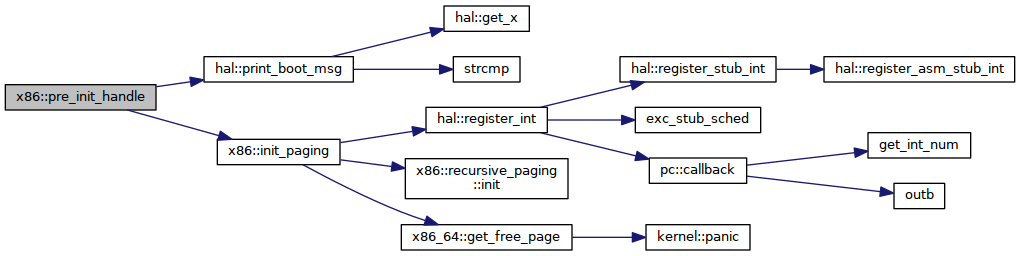 x86::pre_init_handle
hal::print_boot_msg
hal::get_x
strcmp
x86::init_paging
hal::register_int
hal::register_stub_int
hal::register_asm_stub_int
exc_stub_sched
pc::callback
get_int_num
outb
x86::recursive_paging
::init
x86_64::get_free_page
kernel::panic